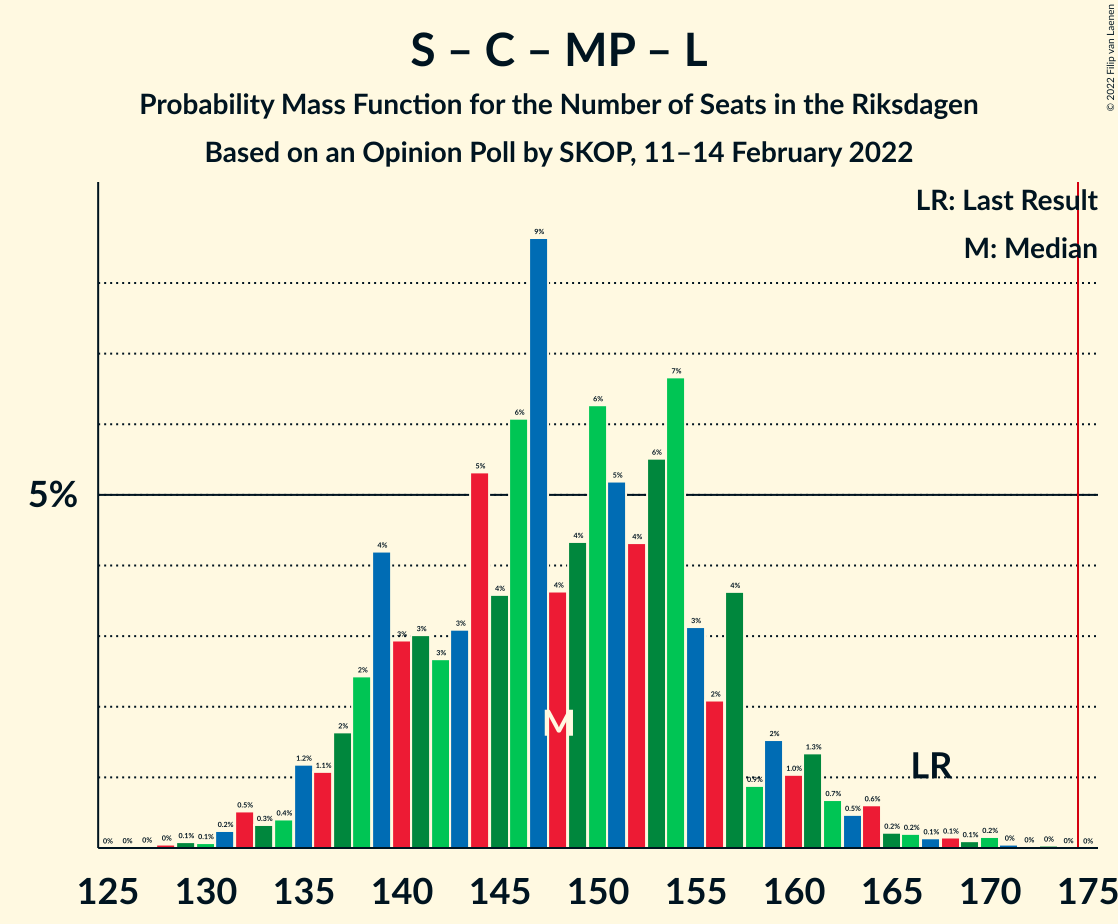 S – C – MP – L
Probability Mass Function for the Number of Seats in the Riksdagen
Based on an Opinion Poll by SKOP, 11–14 February 2022
© 2022 Filip van Laenen
LR: Last Result
M: Median
5%
0% 0% 0% 0% 0.1% 0.1% 0.2% 0.5% 0.3% 0.4% 1.2% 1.1% 2% 2% 4% 3% 3% 3% 3% 5% 4% 6% 9% 4% 4% 6% 5% 4% 6% 7% 3% 2% 4% 0.9% 2% 1.0% 1.3% 0.7% 0.5% 0.6% 0.2% 0.2% 0.1% 0.1% 0.1% 0.2% 0% 0% 0% 0% 0%
M
LR
125 130 135 140 145 150 155 160 165 170 175